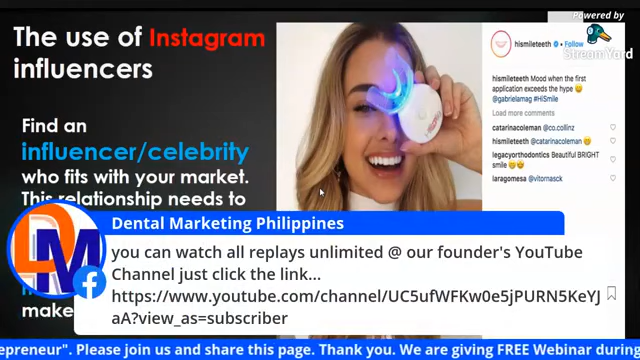 The use of Instagram
influencers
Find an
influencer/celebrity
who fits with your market.
This relationship needs to
make
Powered by
StreamYard
hismileteeth • Follow
hismileteeth Mood when the first
application exceeds the hype
@gabrielamag #HiSmile
Load more comments
catarinacoleman @co.collinz
hismileteeth @catarinacoleman
legacyorthodontics Beautiful BRIGHT
smile
laragomesa @vitornasck
DM
Dental Marketing Philippines
you can watch all replays unlimited @ our founder's YouTube
Channel just click the link...
https://www.youtube.com/channel/UC5ufWFKw0e5jPURN5KeYJ
aA?view_as=subscriber
epreneur". Please join us and share this page. Thank you. We are giving FREE Webinar during